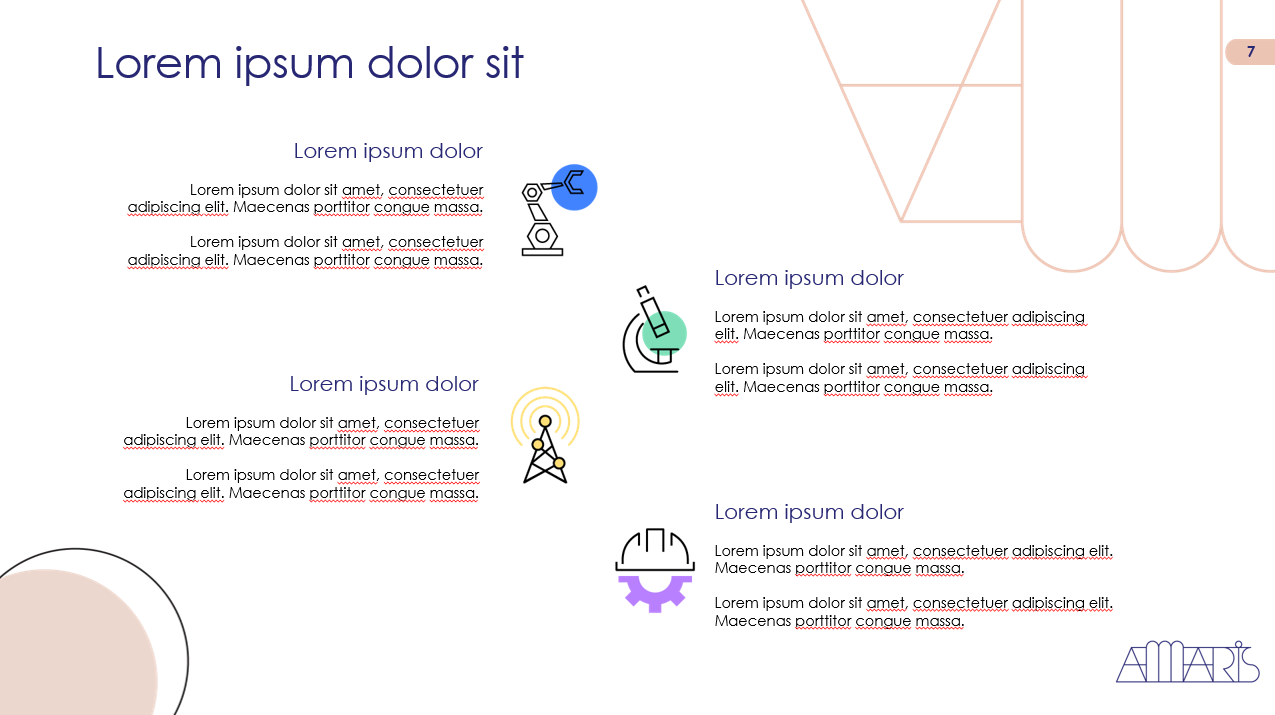 Lorem ipsum dolor sit
7
Lorem ipsum dolor
Lorem ipsum dolor sit amet, consectetuer
adipiscing elit. Maecenas porttitor congue massa.
Lorem ipsum dolor sit amet, consectetuer
adipiscing elit. Maecenas porttitor congue massa.
Lorem ipsum dolor
Lorem ipsum dolor sit amet, consectetuer adipiscing
elit. Maecenas porttitor congue massa.
Lorem ipsum dolor sit amet, consectetuer adipiscing
elit. Maecenas porttitor congue massa.
Lorem ipsum dolor
Lorem ipsum dolor sit amet, consectetuer
adipiscing elit. Maecenas porttitor congue massa.
Lorem ipsum dolor sit amet, consectetuer
adipiscing elit. Maecenas porttitor congue massa.
Lorem ipsum dolor
Lorem ipsum dolor sit amet, consectetuer adipiscing elit.
Maecenas porttitor congue massa.
Lorem ipsum dolor sit amet, consectetuer adipiscing elit.
Maecenas porttitor congue massa.
AMARIS